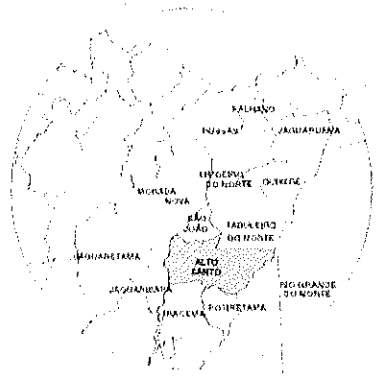 PALHANO
RUSSAS
JAGUARUANA
LIMOEIRO
DO NORTE
QUIXERÉ
MORADA
NOVA
SÃO
JOÃO
TABULEIRO
DO NORTE
JAGUARETAMA
ALTO
SANTO
JAGUARIBARA
RIO GRANDE
DO NORTE
IRACEMA
POTIRETAMA